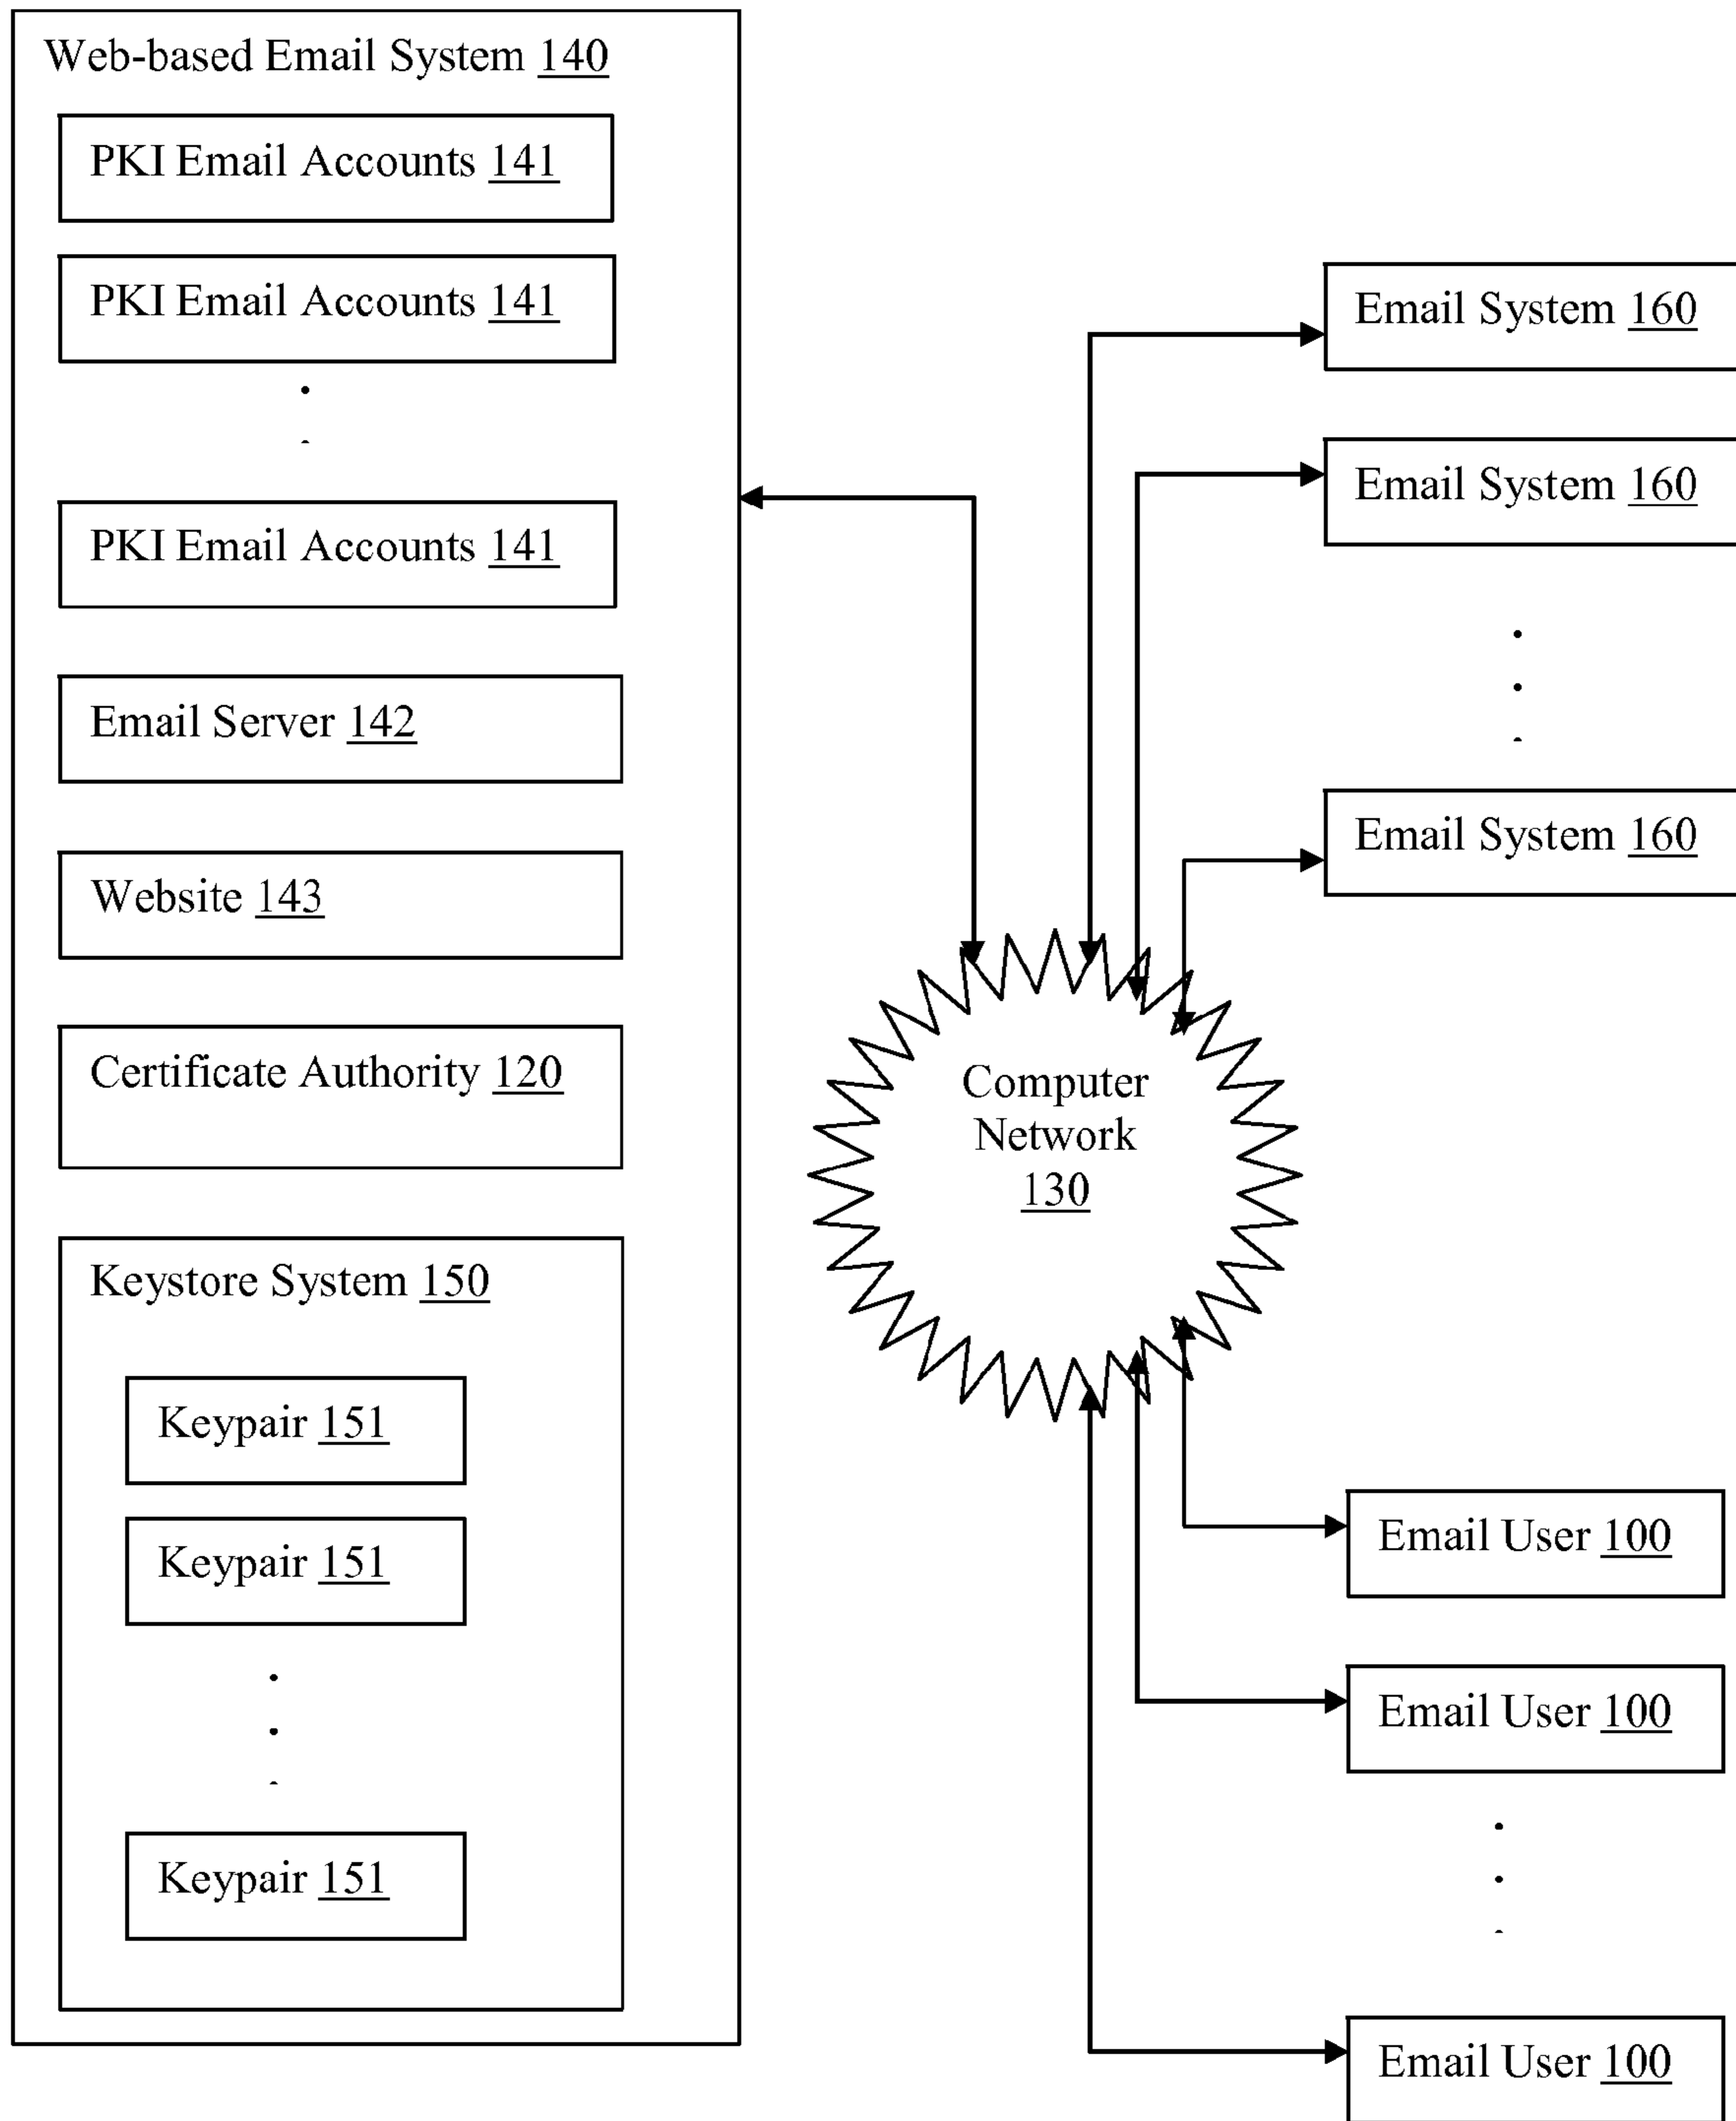 Web-based Email System 140
PKI Email Accounts 141
PKI Email Accounts 141
PKI Email Accounts 141
Email Server 142
Website 143
Certificate Authority 120
Keystore System 150
Keypair 151
Keypair 151
Keypair 151
Computer
Network
130
Email System 160
Email System 160
Email System 160
Email User 100
Email User 100
Email User 100